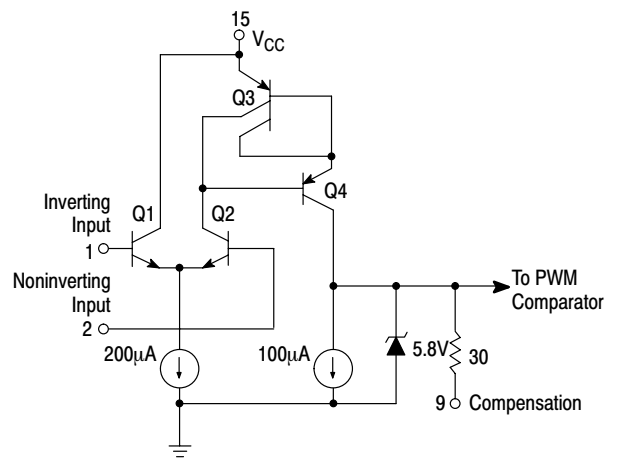 15
V_CC
Q3
Q4
Inverting
Input
Q1
Q2
1
Noninverting
Input
2
To PWM
Comparator
200μA
100μA
5.8V
30
9
Compensation